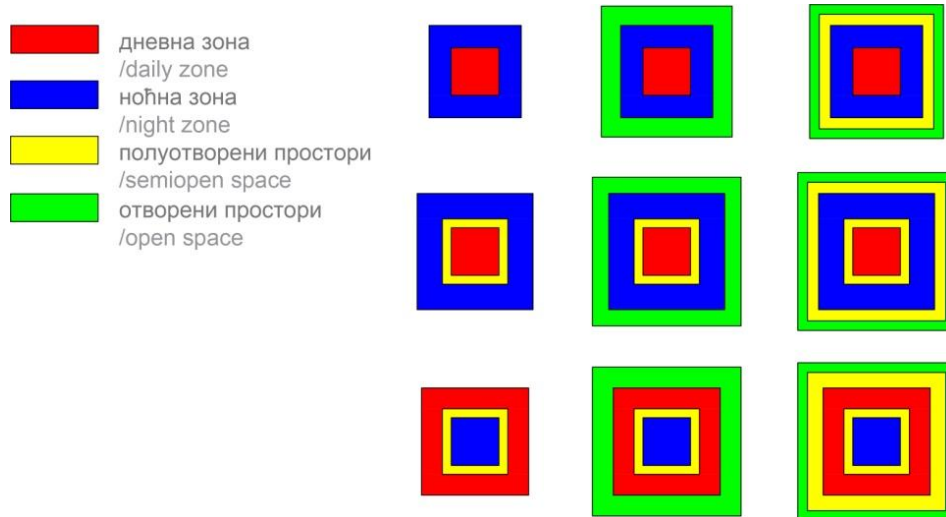 дневна зона
/daily zone
ноћна зона
/night zone
полуотворени простори
/semiopen space
отворени простори
/open space